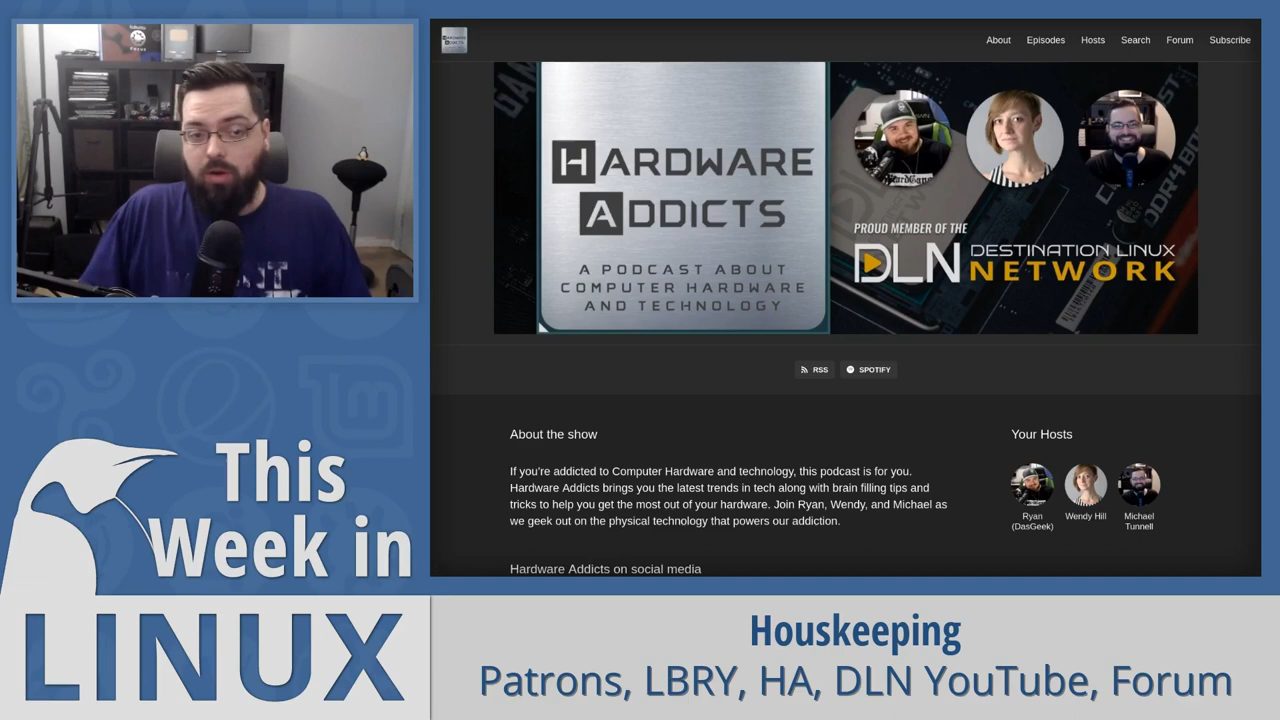 About Episodes Hosts Search Forum Subscribe
HARDWARE
ADDICTS
A PODCAST ABOUT
COMPUTER HARDWARE
AND TECHNOLOGY
PROUD MEMBER OF THE
DLN DESTINATION LINUX
NETWORK
DDR4 BO
RSS SPOTIFY
About the show
If you're addicted to Computer Hardware and technology, this podcast is for you.
Hardware Addicts brings you the latest trends in tech along with brain filling tips and
tricks to help you get the most out of your hardware. Join Ryan, Wendy, and Michael as
we geek out on the physical technology that powers our addiction.
Hardware Addicts on social media
Your Hosts
Ryan
(DasGeek)
Wendy Hill
Michael
Tunnell
This
Week in
LINUX
Houskeeping
Patrons, LBRY, HA, DLN YouTube, Forum